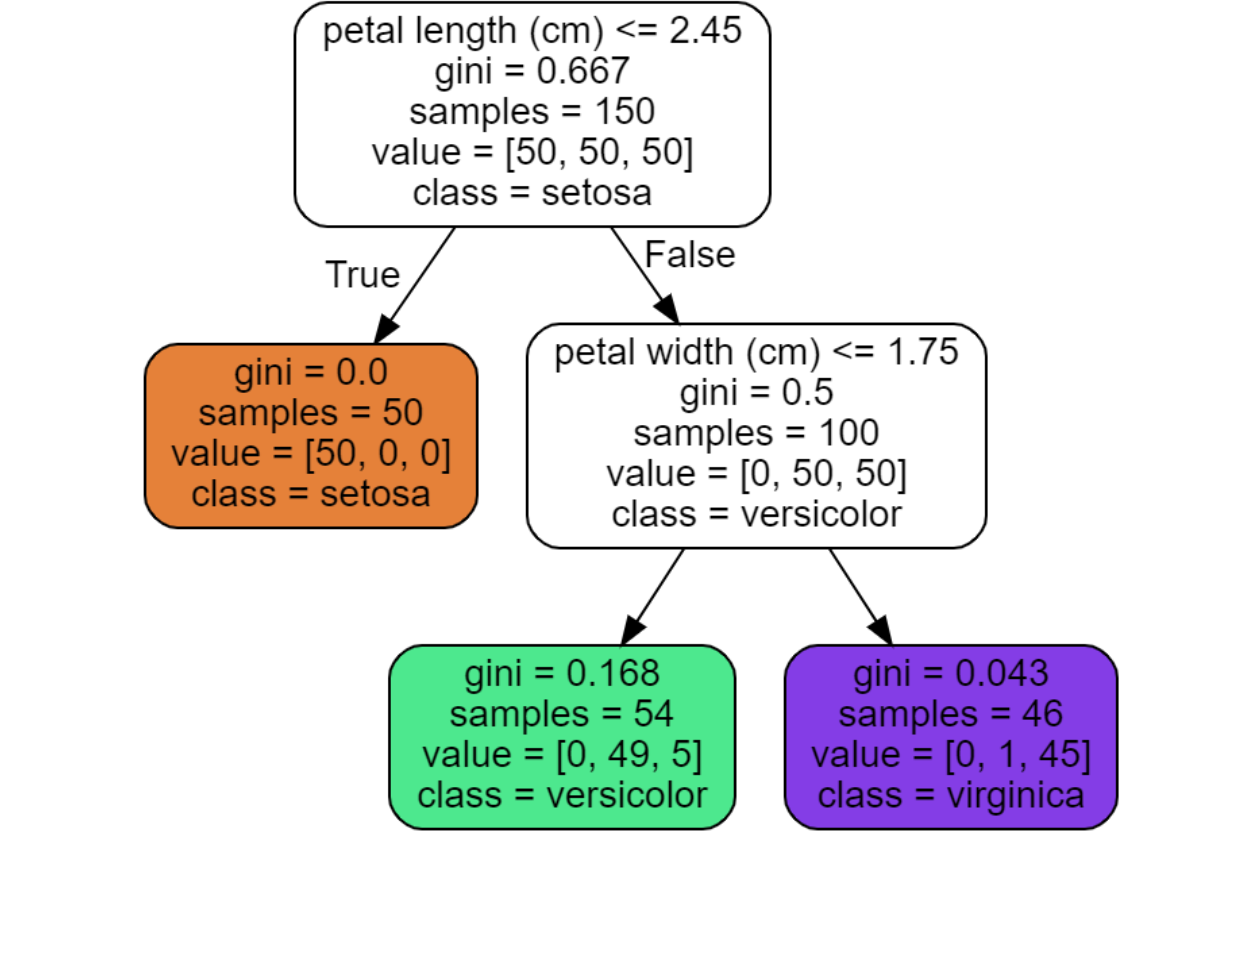 petal length (cm) <= 2.45
gini = 0.667
samples = 150
value = [50, 50, 50]
class = setosa
True
False
gini = 0.0
samples = 50
value = [50, 0, 0]
class = setosa
petal width (cm) <= 1.75
gini = 0.5
samples = 100
value = [0, 50, 50]
class = versicolor
gini = 0.168
samples = 54
value = [0, 49, 5]
class = versicolor
gini = 0.043
samples = 46
value = [0, 1, 45]
class = virginica